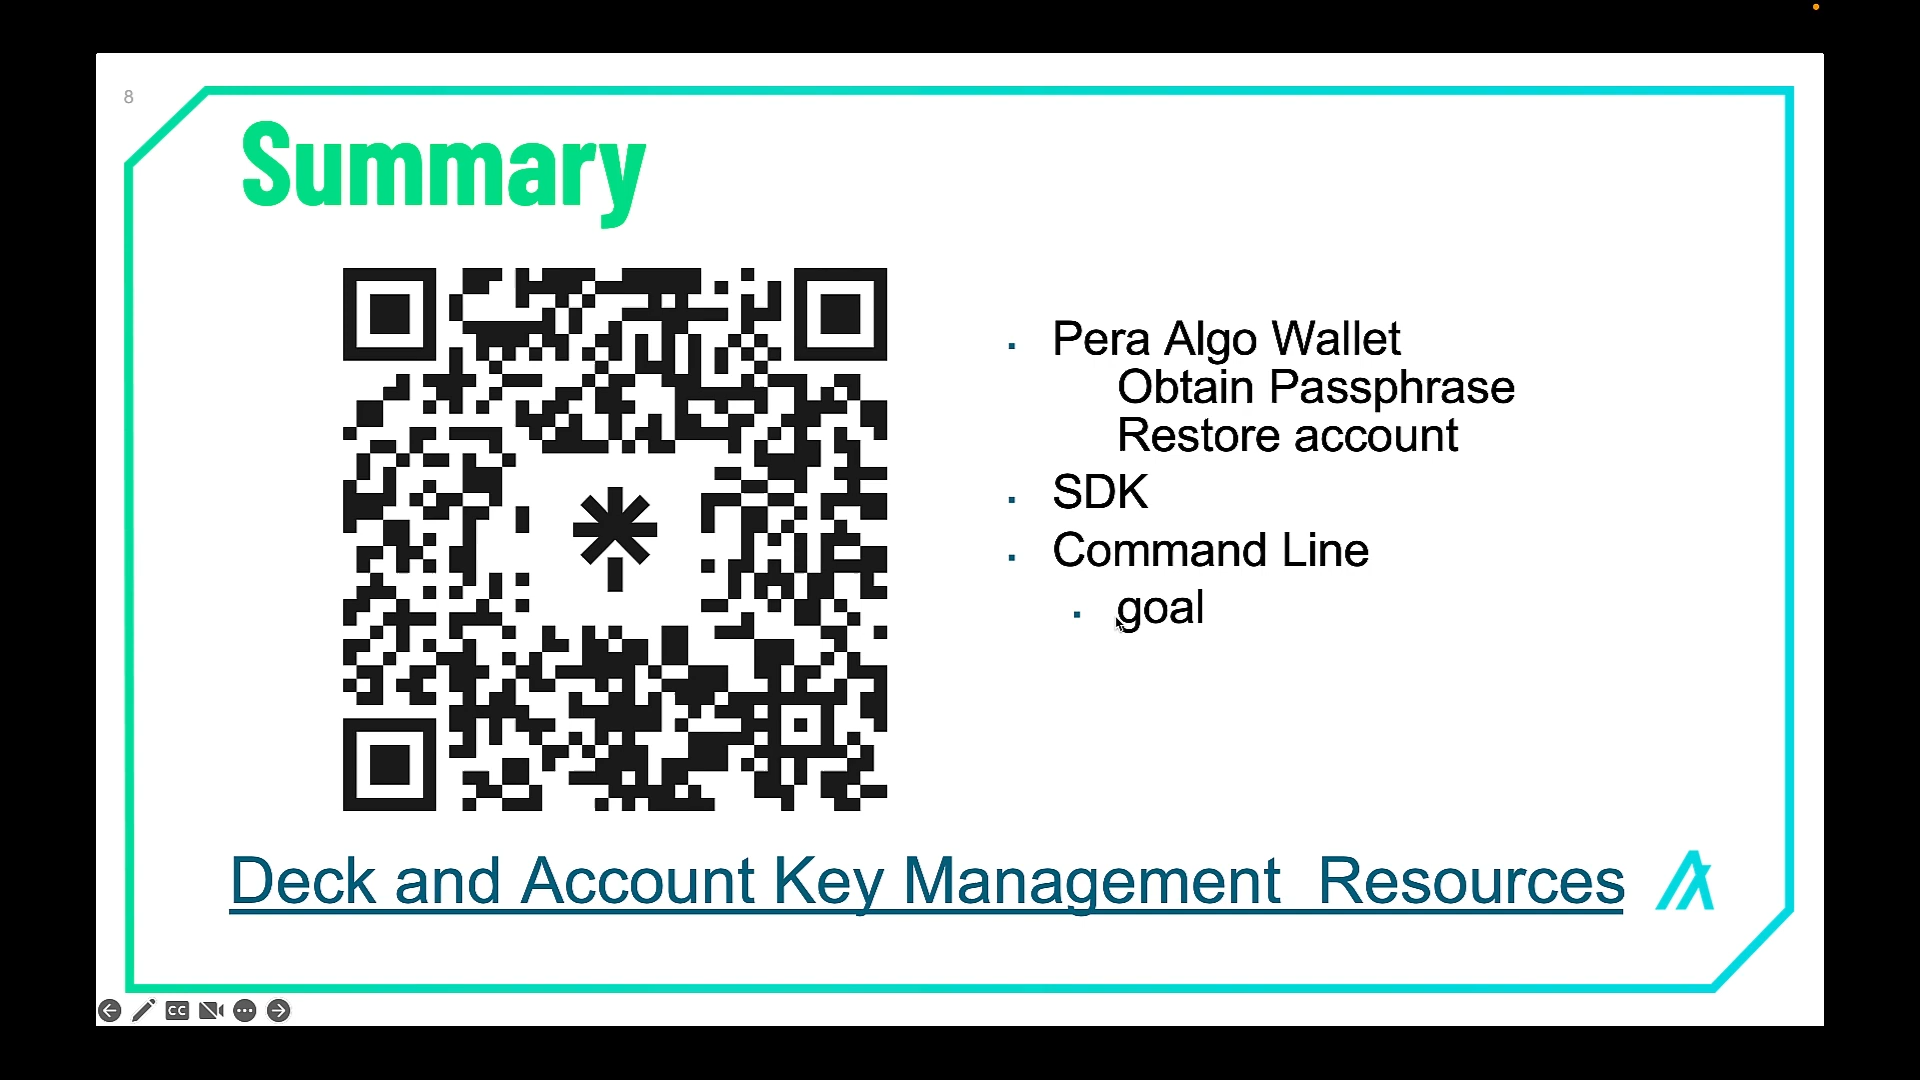 8
Summary
Pera Algo Wallet
Obtain Passphrase
Restore account
SDK
Command Line
goal
Deck and Account Key Management  Resources
CC